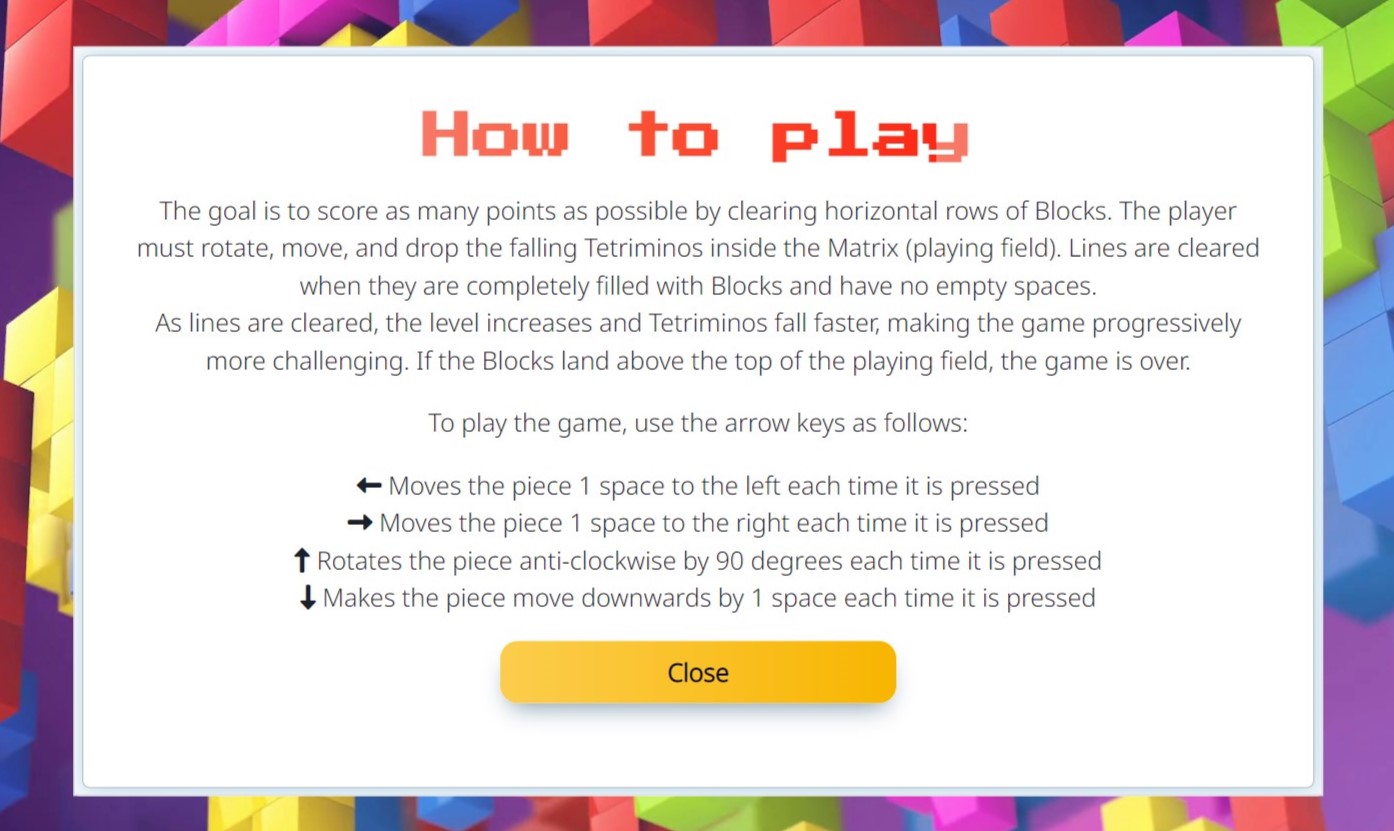 How to play
The goal is to score as many points as possible by clearing horizontal rows of Blocks. The player
must rotate, move, and drop the falling Tetriminos inside the Matrix (playing field). Lines are cleared
when they are completely filled with Blocks and have no empty spaces.
As lines are cleared, the level increases and Tetriminos fall faster, making the game progressively
more challenging. If the Blocks land above the top of the playing field, the game is over.
To play the game, use the arrow keys as follows:
← Moves the piece 1 space to the left each time it is pressed
→ Moves the piece 1 space to the right each time it is pressed
↑ Rotates the piece anti-clockwise by 90 degrees each time it is pressed
↓ Makes the piece move downwards by 1 space each time it is pressed
Close